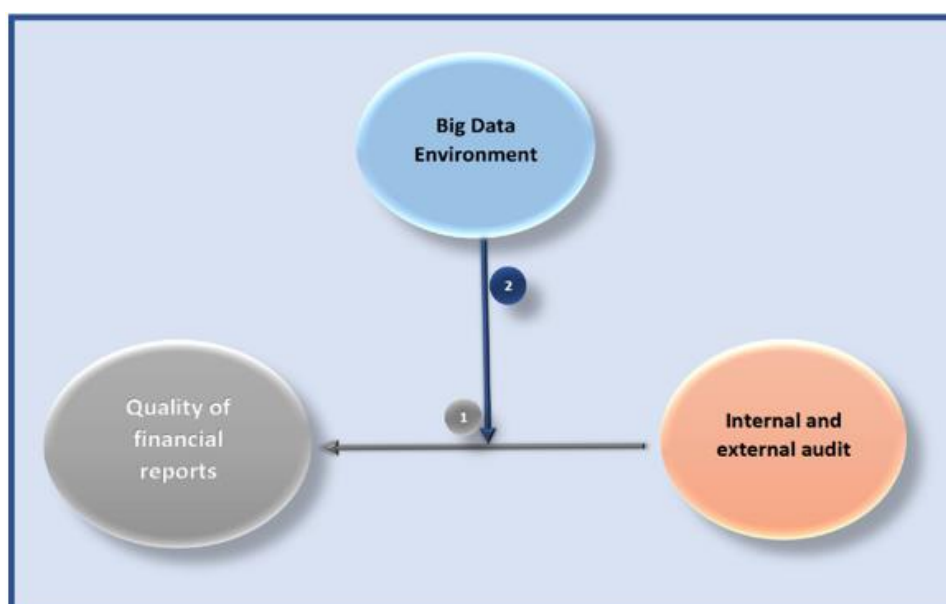 Big Data
Environment
2
1
Quality of
financial
reports
Internal and
external audit